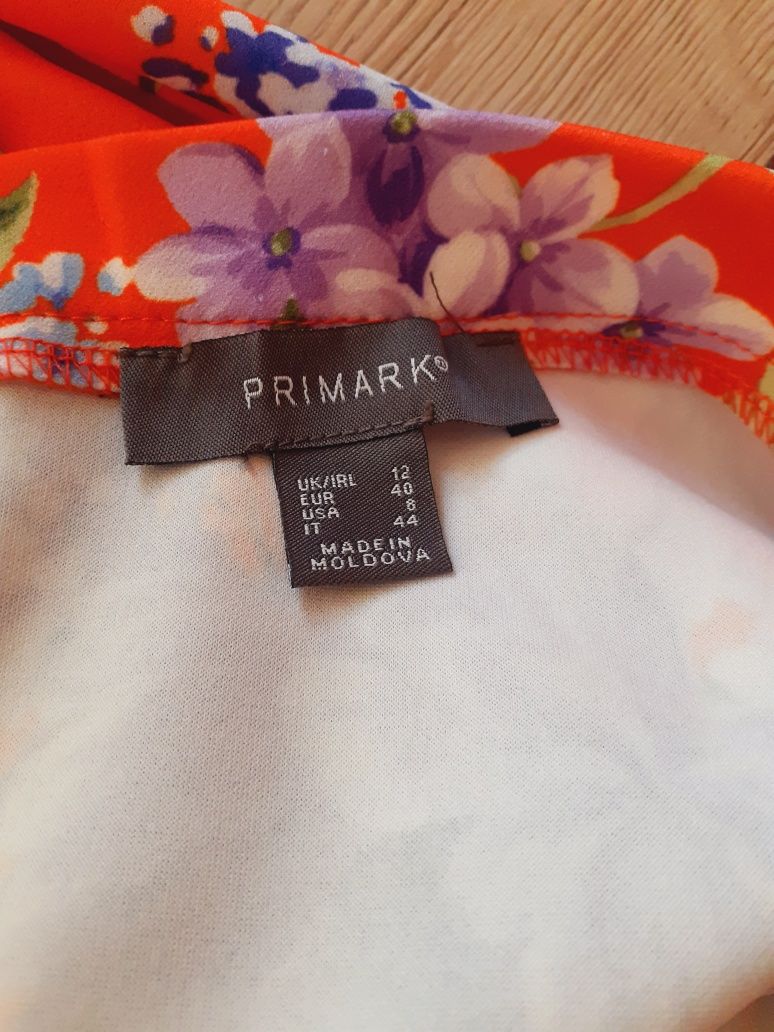 PRIMARK®
UK/IRL 12
EUR 40
USA 8
IT 44
MADE IN
MOLDOVA